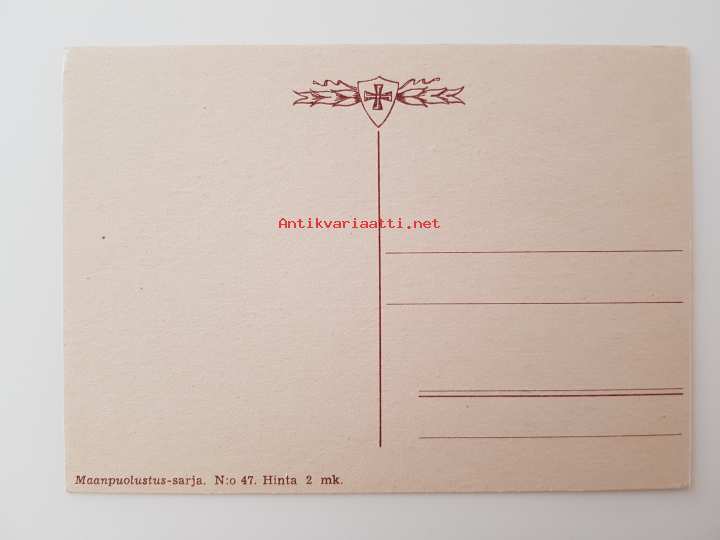 Antikvariaatti.net
Maanpuolustus-sarja. N:o 47. Hinta 2 mk.